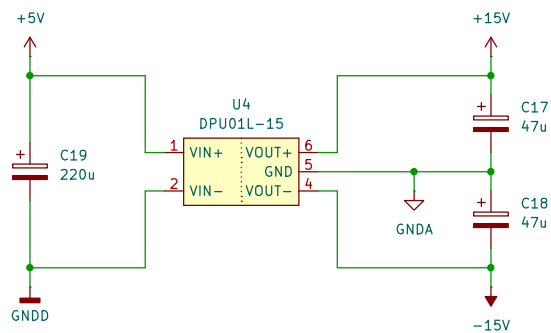 +5V
+15V
U4
DPU01L-15
+
C17
47u
1
VIN+
VOUT+
6
+
C19
220u
GND
5
2
VIN-
VOUT-
4
+
C18
47u
GNDA
GNDD
-15V